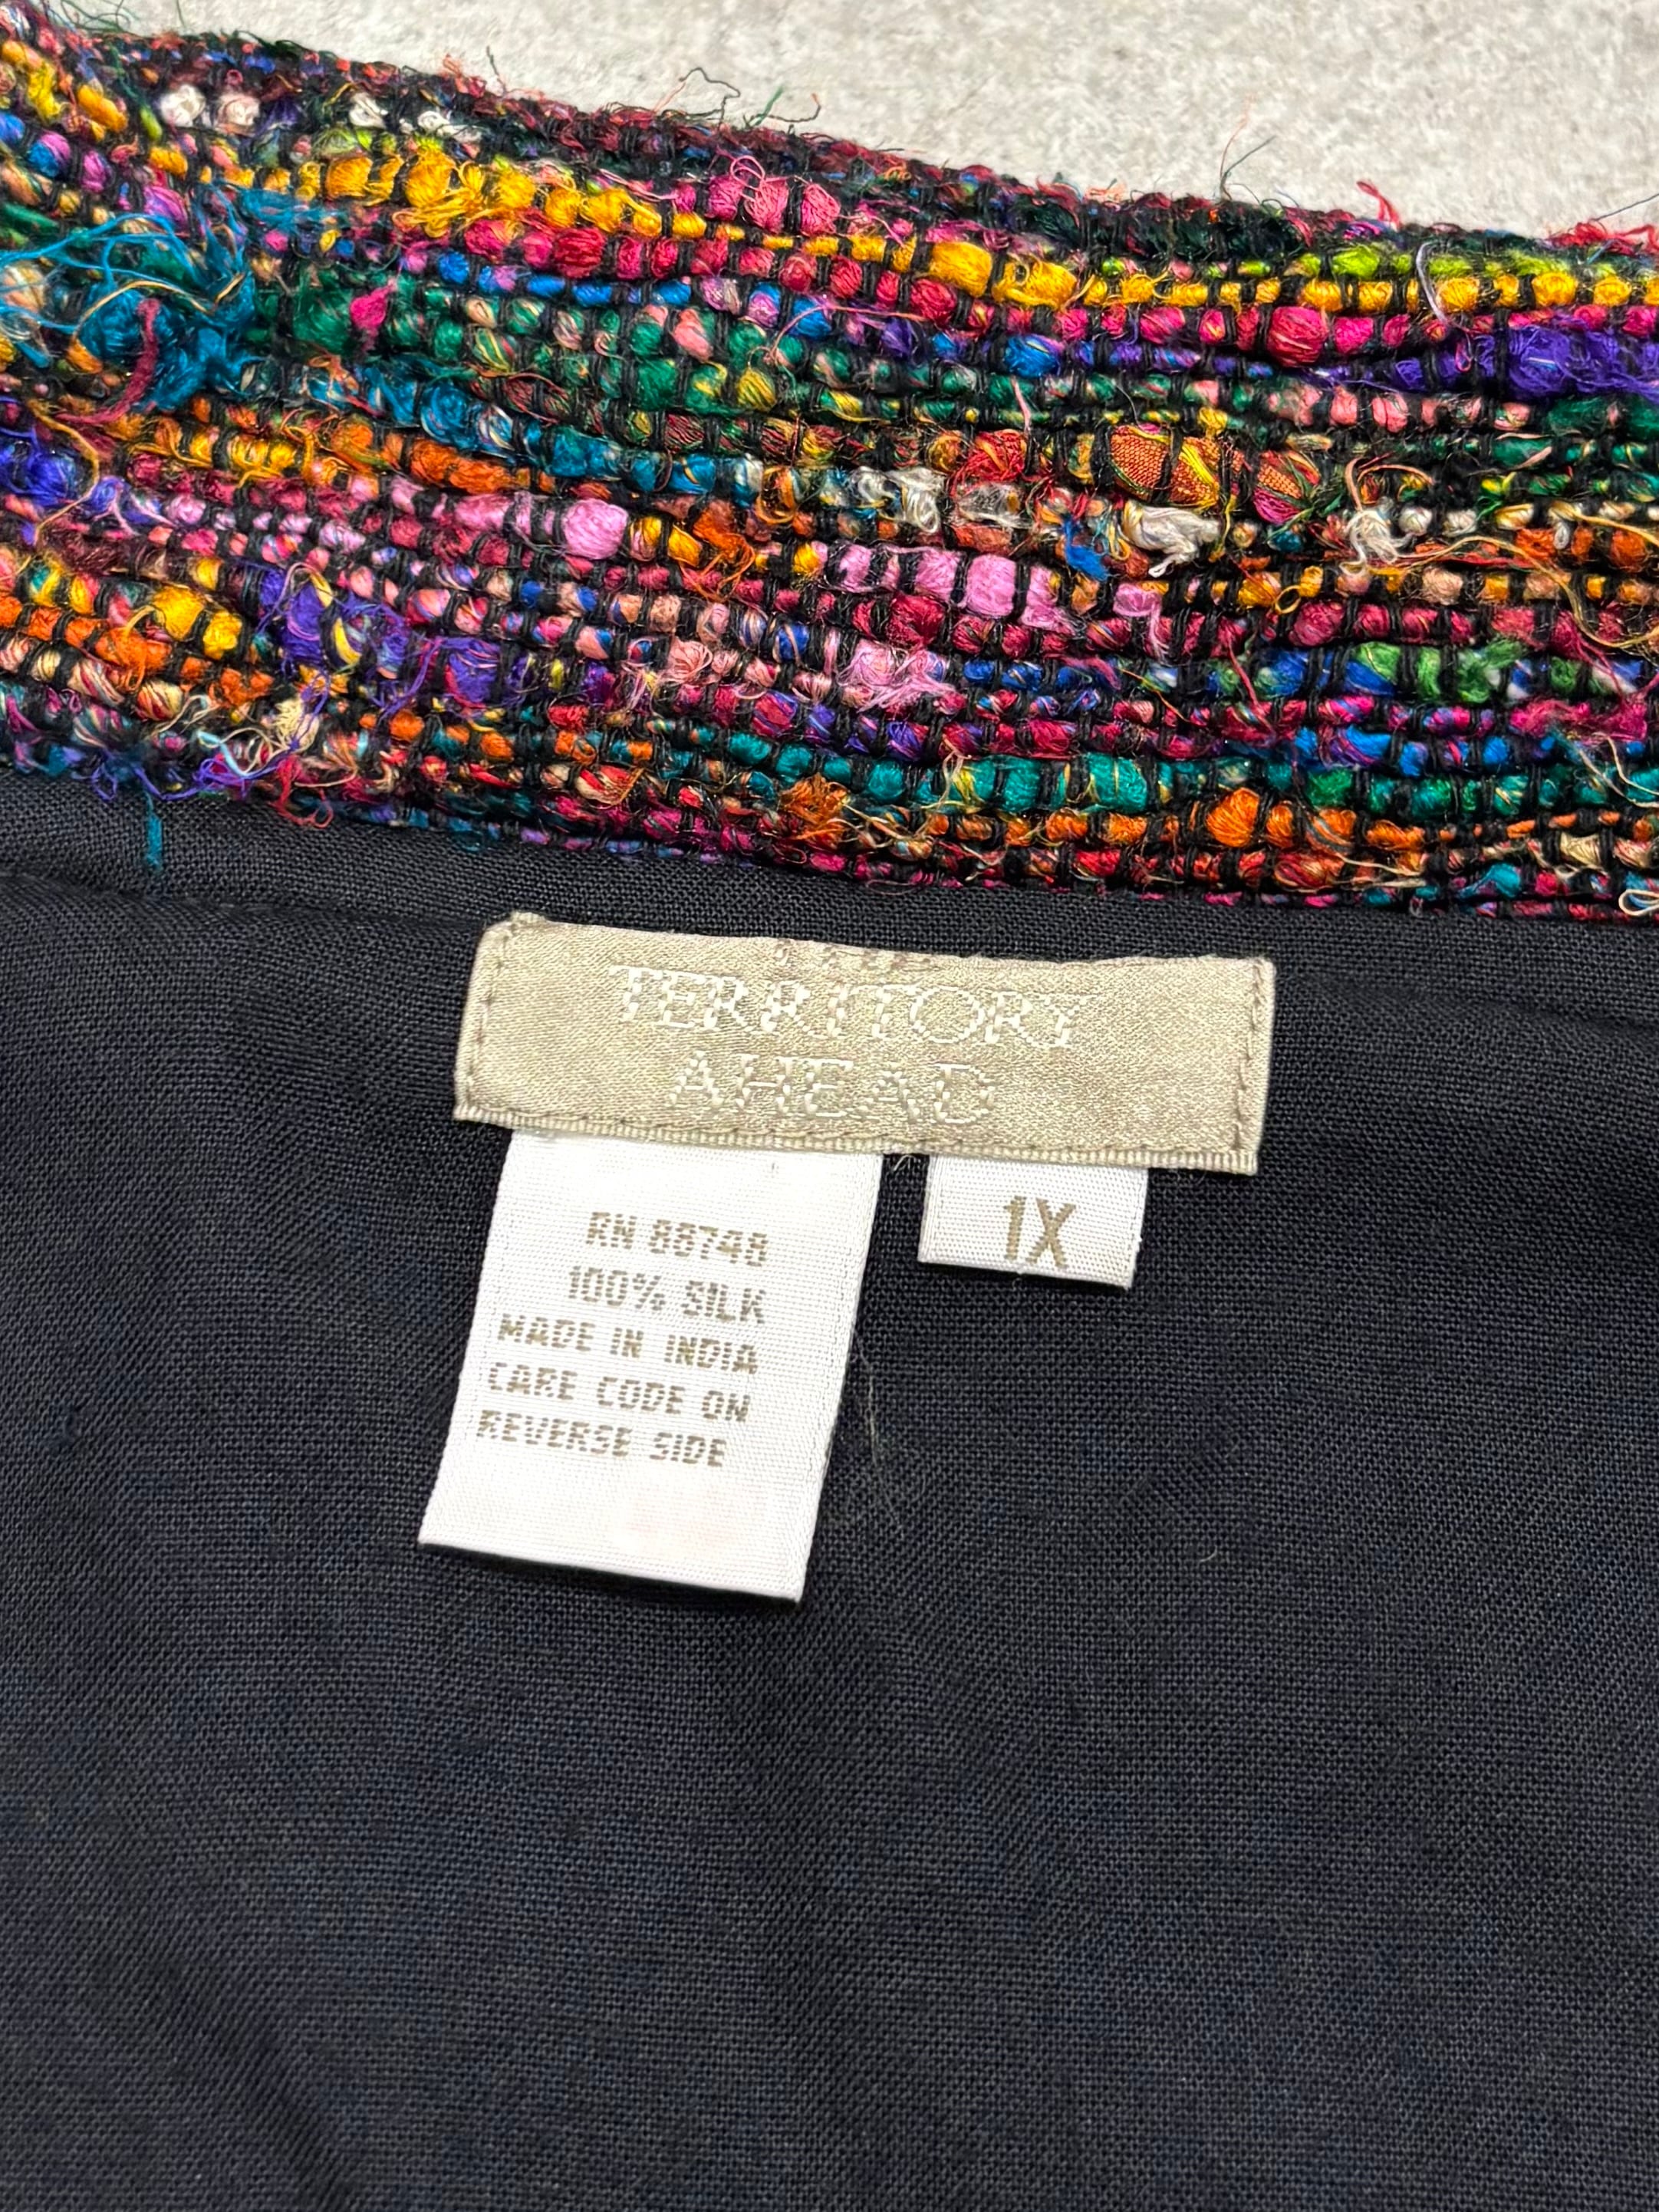 TERRITORY
AHEAD
1X
RN 88748
100% SILK
MADE IN INDIA
CARE CODE ON
REVERSE SIDE